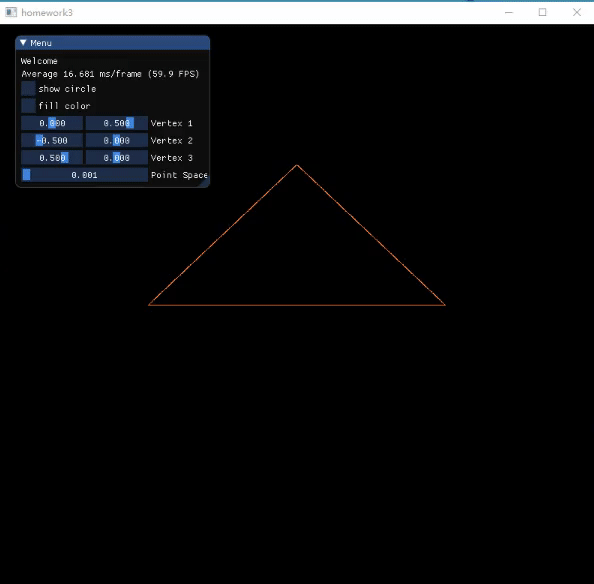 homework3
Menu
Welcome
Average 16.681 ms/frame (59.9 FPS)
show circle
fill color
0.000 0.500 Vertex 1
-0.500 0.000 Vertex 2
0.500 0.000 Vertex 3
0.001 Point Space